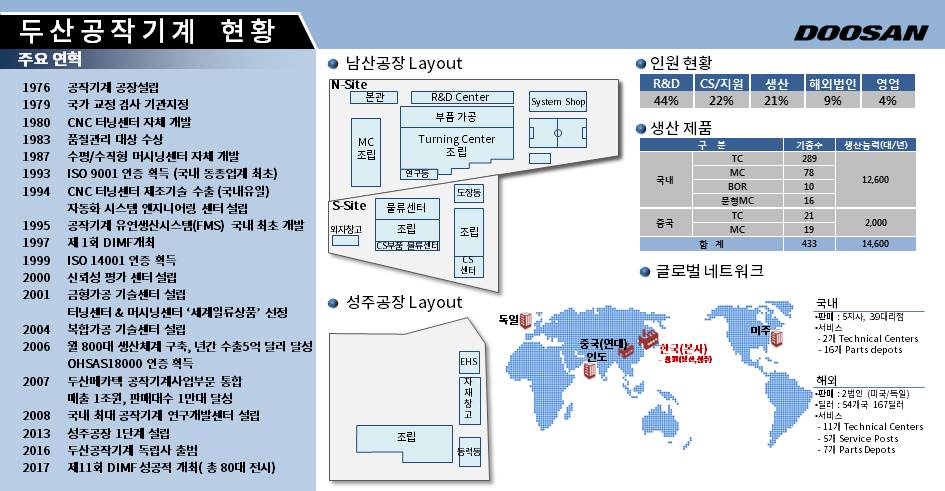 두산공작기계 현황
DOOSAN
주요 연혁
1976 공작기계 공장설립
1979 국가 교정 검사 기관지정
1980 CNC 터닝센타 자체 개발
1983 품질관리 대상 수상
1987 수평/수직형 머시닝센타 자체 개발
1993 ISO 9001 인증 획득 (국내 동종업계 최초)
1994 CNC 터닝센타 제조기술 수출 (국내유일)
자동화 시스템 엔지니어링 센터 설립
1995 공작기계 유연생산시스템(FMS) 국내 최초 개발
1997 제 1회 DIMF개최
1999 ISO 14001 인증 획득
2000 신뢰성 평가 센터 설립
2001 금형가공 기술센터 설립
터닝센타 & 머시닝센타 ‘세계일류상품’ 선정
2004 복합가공 기술센터 설립
2006 월 800대 생산체계 구축, 년간 수출5억 달러 달성
OHSAS18000 인증 획득
2007 두산메카텍 공작기계사업부문 통합
매출 1조원, 판매대수 1만대 달성
2008 국내 최대 공작기계 연구개발센터 설립
2013 성주공장 1단계 설립
2016 두산공작기계 독립사 출범
2017 제11회 DIMF 성공적 개최( 총 80대 전시)
남산공장 Layout
N-Site
본관
R&D Center
System Shop
부품 가공
MC
조립
Turning Center
조립
연구동
S-Site
도장동
물류센터
외자창고
조립
조립
CS부품 물류센터
CS
센터
성주공장 Layout
EHS
자
재
창
고
조립
동력동
인원 현황
R&D CS/지원 생산 해외법인 영업
44% 22% 21% 9% 4%
생산 제품
구 분 기종수 생산능력(대/년)
국내 TC 289 12,600
MC 78
BOR 10
문형MC 16
중국 TC 21 2,000
MC 19
합 계 433 14,600
글로벌 네트워크
독일
중국(연대)
인도
한국(본사)
- 창원(남산,성주)
미주
국내
•판매 : 5지사, 39대리점
•서비스
- 2개 Technical Centers
- 16개 Parts depots
해외
•판매 : 2법인 (미국/독일)
•딜러 : 54개국 167딜러
•서비스
- 11개 Technical Centers
- 5개 Service Posts
- 7개 Parts Depots